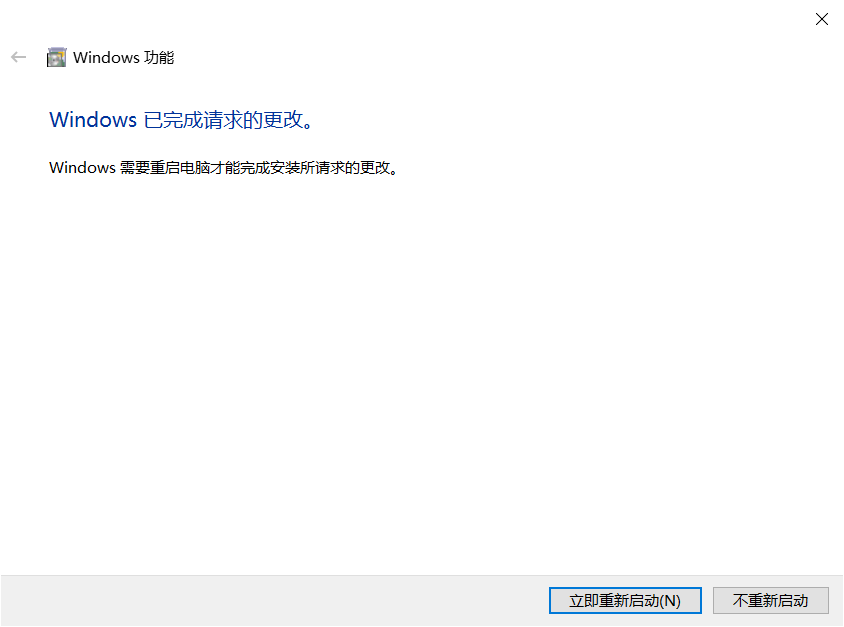 Windows 功能
Windows 已完成请求的更改。
Windows 需要重启电脑才能完成安装所请求的更改。
立即重新启动(N) 不重新启动